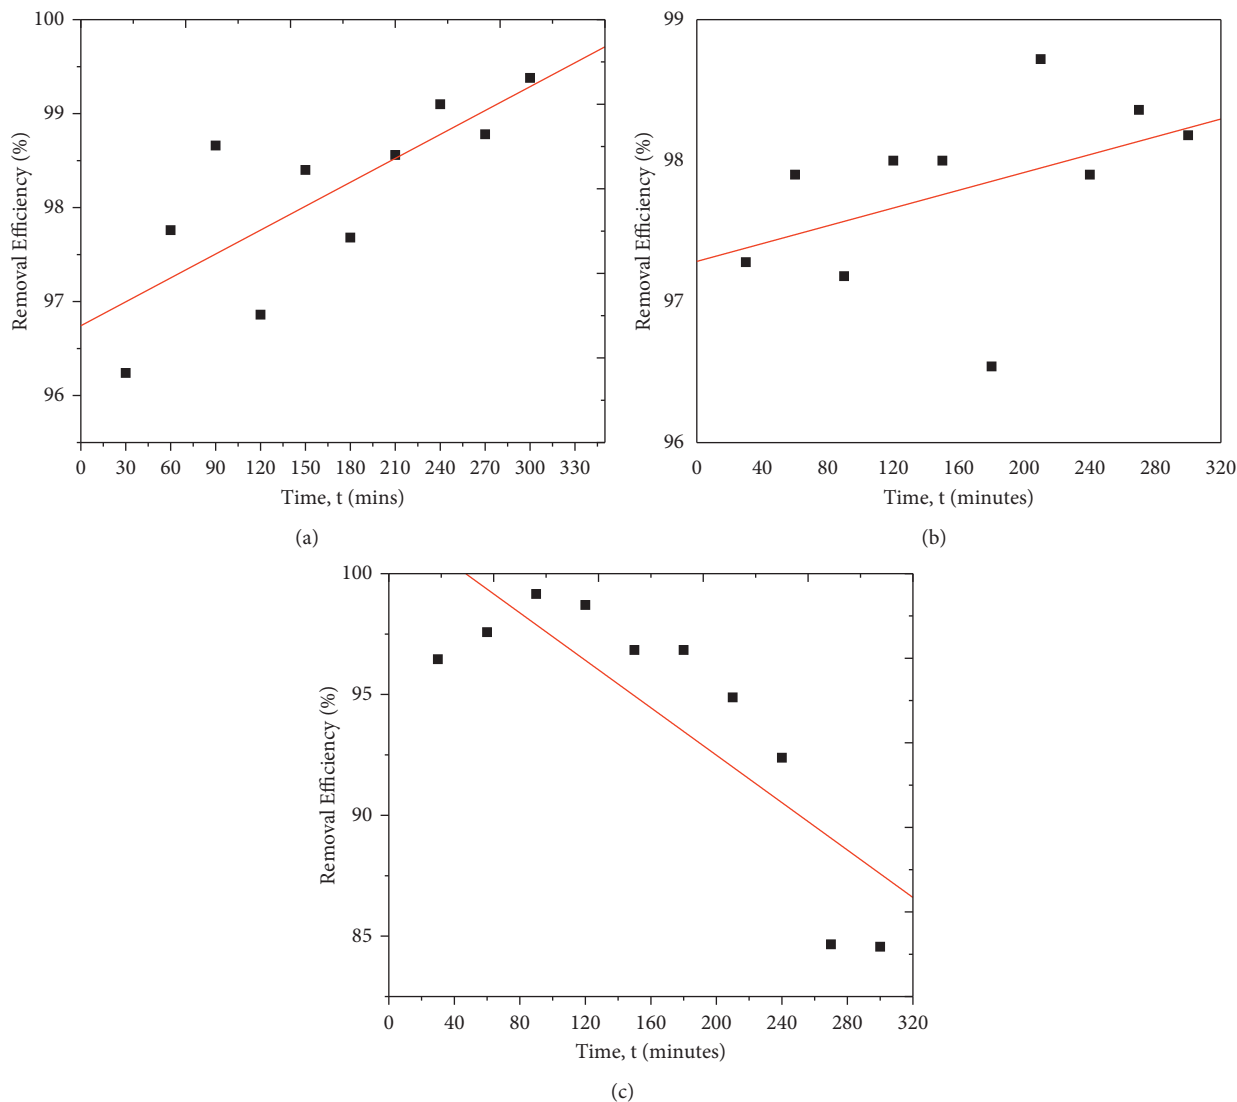 100
99
98
97
96
Removal Efficiency (%)
0 30 60 90 120 150 180 210 240 270 300 330
Time, t (mins)
(a)
99
98
97
96
Removal Efficiency (%)
0 40 80 120 160 200 240 280 320
Time, t (minutes)
(b)
100
95
90
85
Removal Efficiency (%)
0 40 80 120 160 200 240 280 320
Time, t (minutes)
(c)